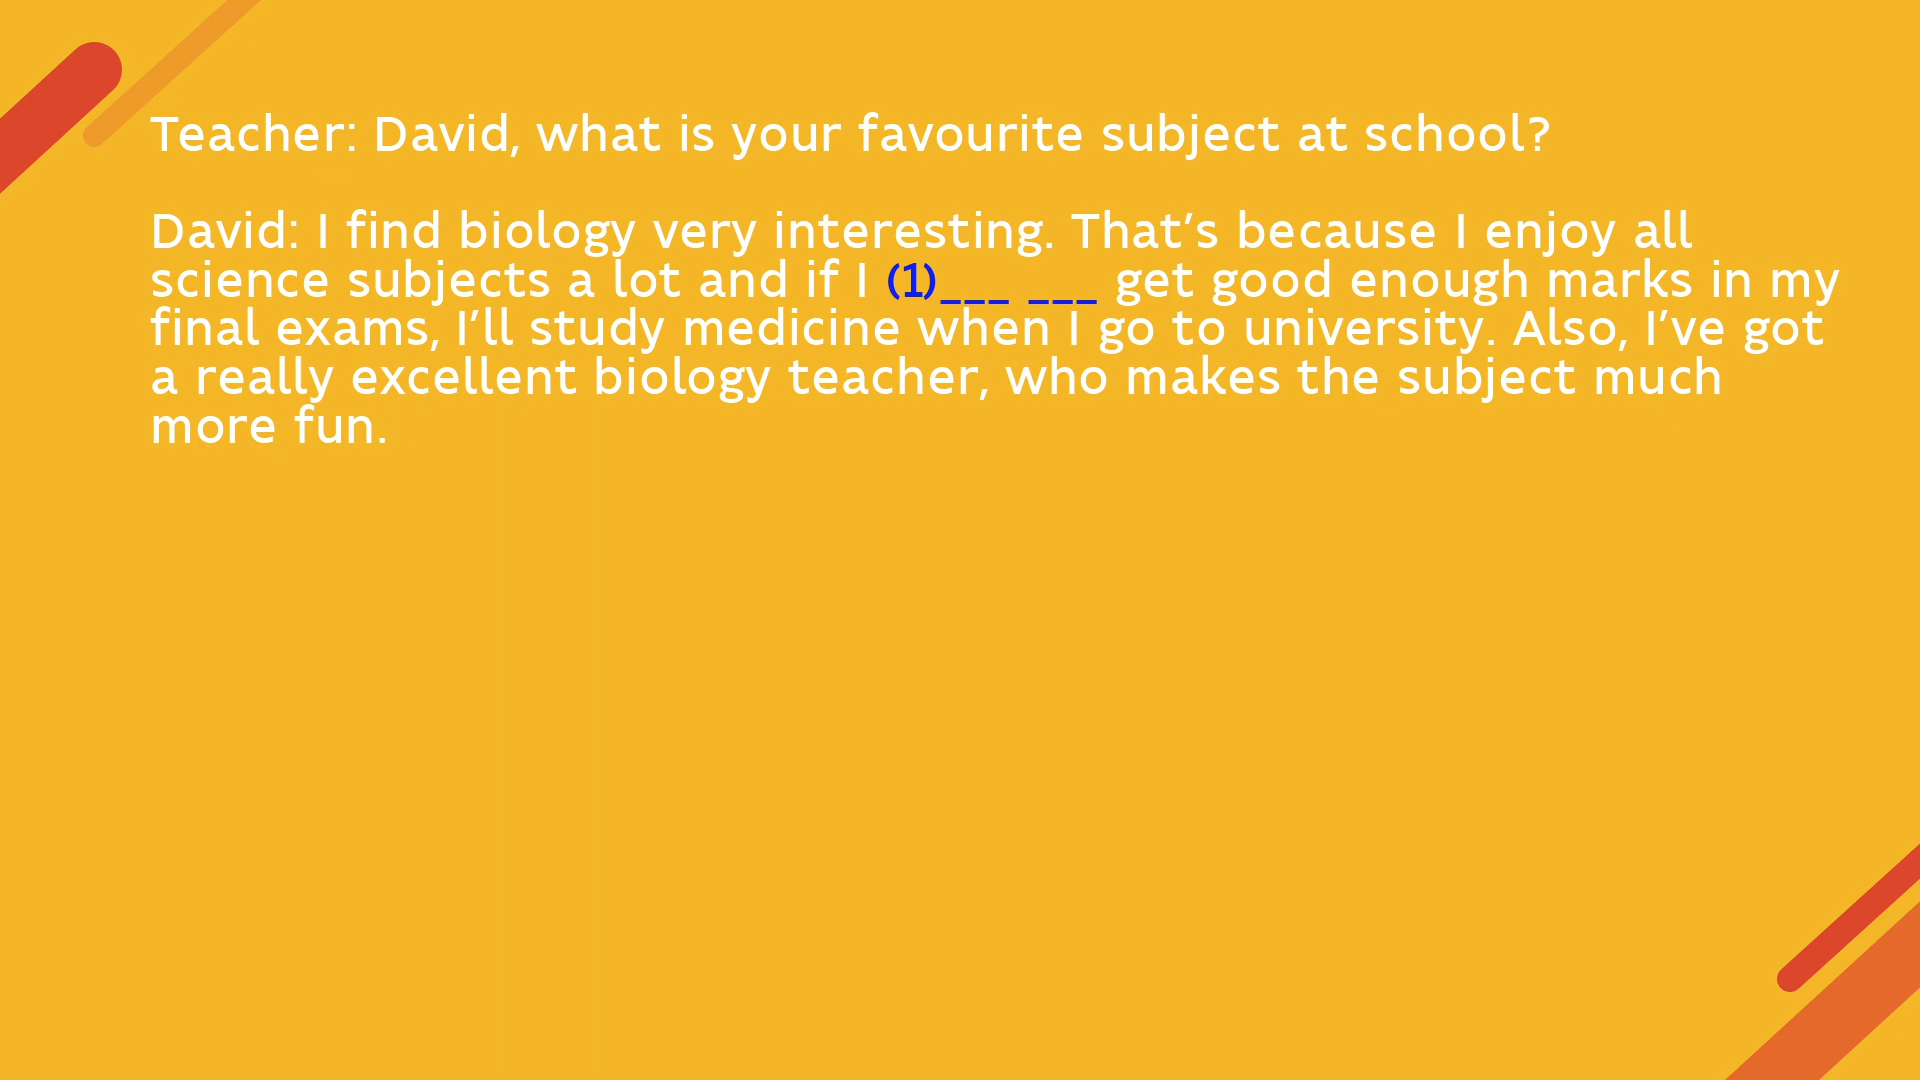 Teacher: David, what is your favourite subject at school?
David: I find biology very interesting. That’s because I enjoy all
science subjects a lot and if I (1)___ ___ get good enough marks in my
final exams, I’ll study medicine when I go to university. Also, I’ve got
a really excellent biology teacher, who makes the subject much
more fun.